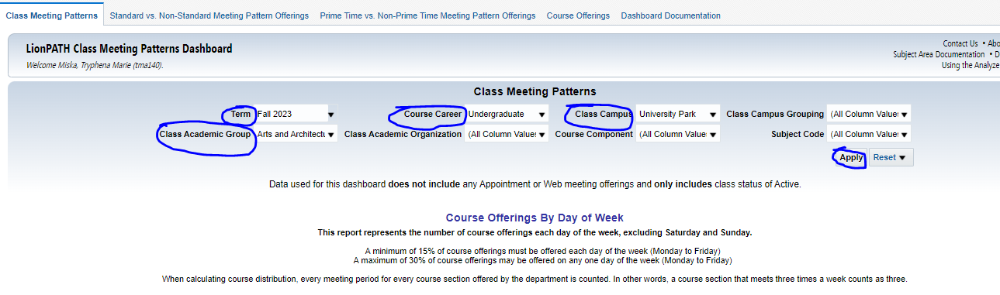 Class Meeting Patterns Standard vs. Non-Standard Meeting Pattern Offerings Prime Time vs. Non-Prime Time Meeting Pattern Offerings Course Offerings Dashboard Documentation
LionPATH Class Meeting Patterns Dashboard
Welcome Miska, Tryphena Marie (tma140).
Contact Us • Abo
Subject Area Documentation • D
Using the Analyze
Class Meeting Patterns
Term Fall 2023 Course Career Undergraduate Class Campus University Park Class Campus Grouping (All Column Values
Class Academic Group Arts and Architectu Class Academic Organization (All Column Values Course Component (All Column Values Subject Code (All Column Values
Apply Reset
Data used for this dashboard does not include any Appointment or Web meeting offerings and only includes class status of Active.
Course Offerings By Day of Week
This report represents the number of course offerings each day of the week, excluding Saturday and Sunday.
A minimum of 15% of course offerings must be offered each day of the week (Monday to Friday)
A maximum of 30% of course offerings may be offered on any one day of the week (Monday to Friday)
When calculating course distribution, every meeting period for every course section offered by the department is counted. In other words, a course section that meets three times a week counts as three.